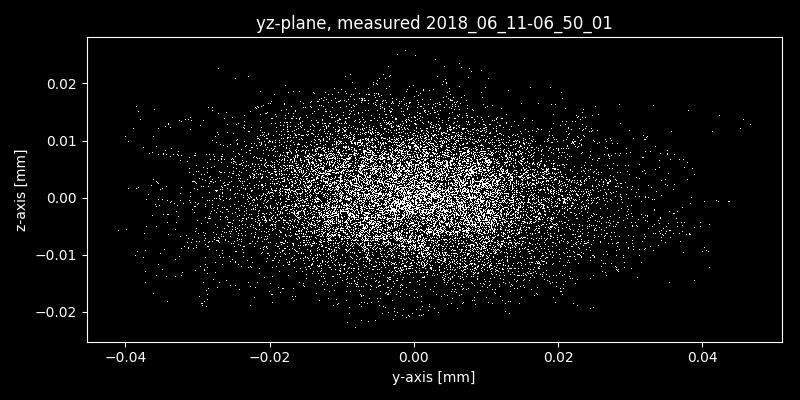 yz-plane, measured 2018_06_11-06_50_01
z-axis [mm]
0.02
0.01
0.00
−0.01
−0.02
−0.04 −0.02 0.00 0.02 0.04
y-axis [mm]